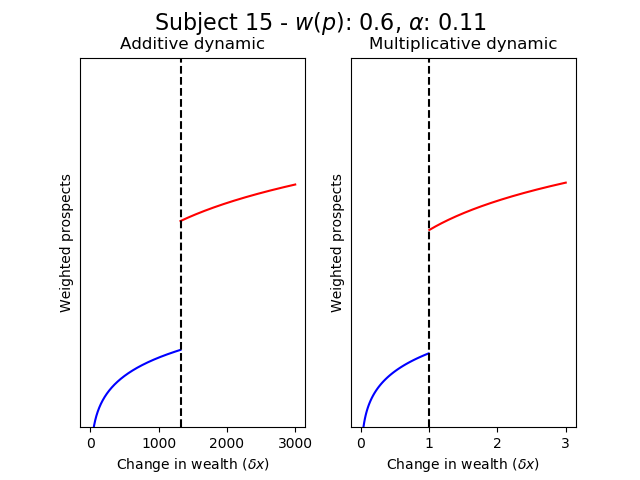 Subject 15 - w(p): 0.6, α: 0.11
Additive dynamic
Weighted prospects
0 1000 2000 3000
Change in wealth (δx)
Multiplicative dynamic
Weighted prospects
0 1 2 3
Change in wealth (δx)